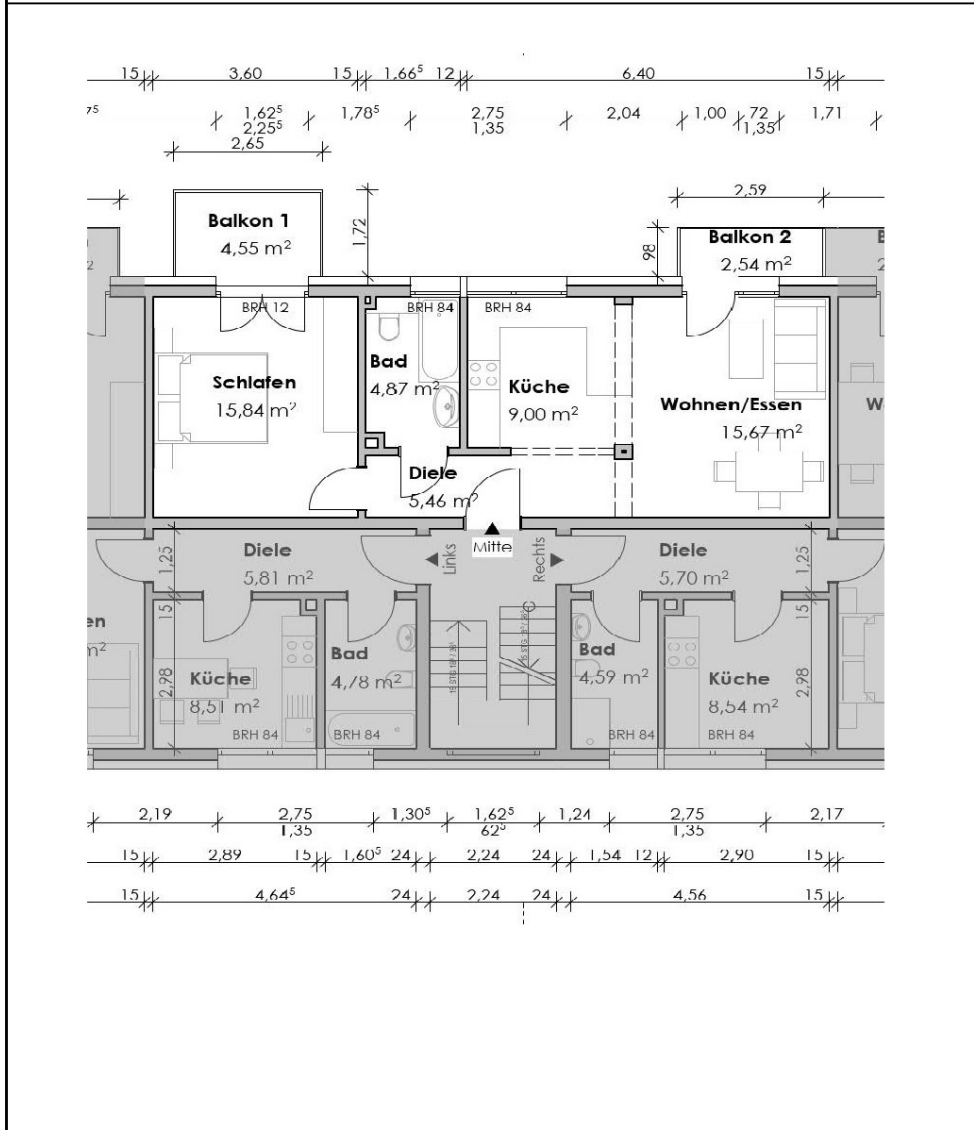 15 3,60 15 1,66⁵ 12 6,40 15
7⁵ 1,62⁵ 1,78⁵ 2,75 2,04 1,00 72 1,71
2,25⁵ 1,35 1,35
2,65
2,59
1,72
98
Balkon 1
4,55 m²
Balkon 2
2,54 m²
BRH 12
BRH 84
BRH 84
Schlafen
15,84 m²
Bad
4,87 m²
Küche
9,00 m²
Wohnen/Essen
15,67 m²
Diele
5,46 m²
Mitte
Links
Rechts
Diele
5,81 m²
Diele
5,70 m²
1,25
15
2,98
1,25
15
2,98
en
m²
Küche
8,51 m²
Bad
4,78 m²
Bad
4,59 m²
Küche
8,54 m²
BRH 84
BRH 84
BRH 84
BRH 84
2,19 2,75 1,30⁵ 1,62⁵ 1,24 2,75 2,17
1,35 62⁵ 1,35
15 2,89 15 1,60⁵ 24 2,24 24 1,54 12 2,90 15
15 4,64⁵ 24 2,24 24 4,56 15